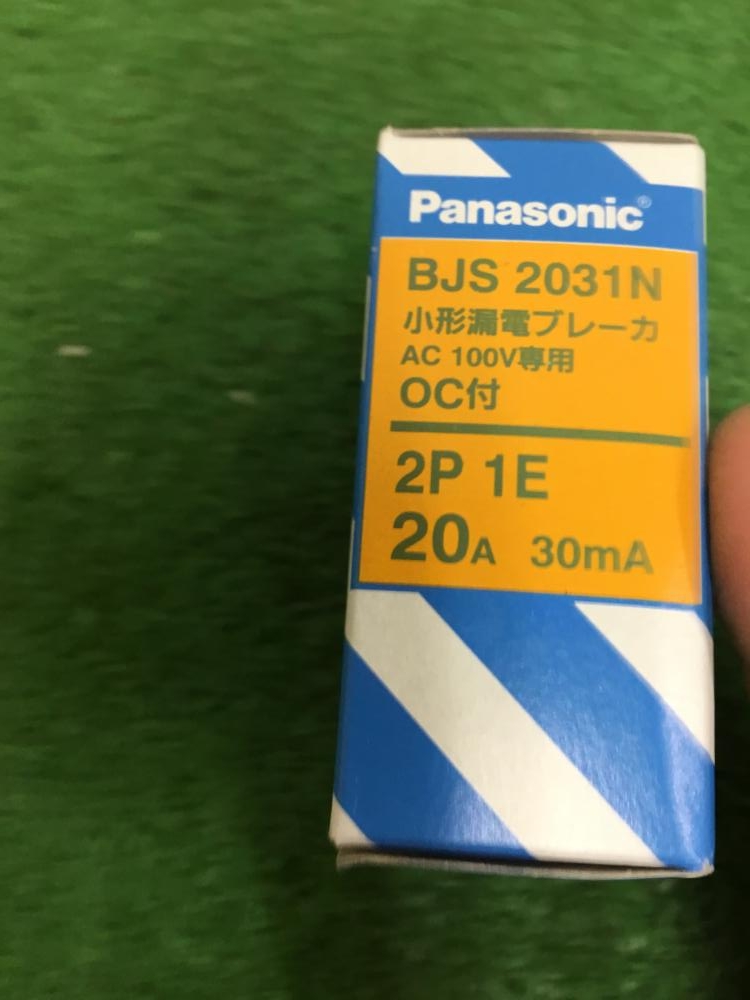 Panasonic®
BJS 2031N
小形漏電ブレーカ
AC 100V専用
OC付
2P 1E
20A 30mA